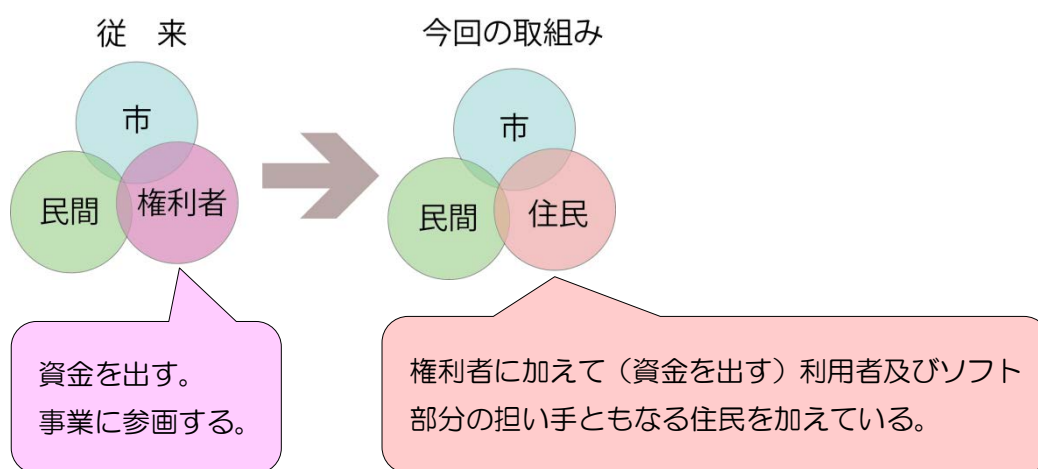 従　来
今回の取組み
市
民間
権利者
市
民間
住民
資金を出す。
事業に参画する。
権利者に加えて（資金を出す）利用者及びソフト
部分の担い手ともなる住民を加えている。